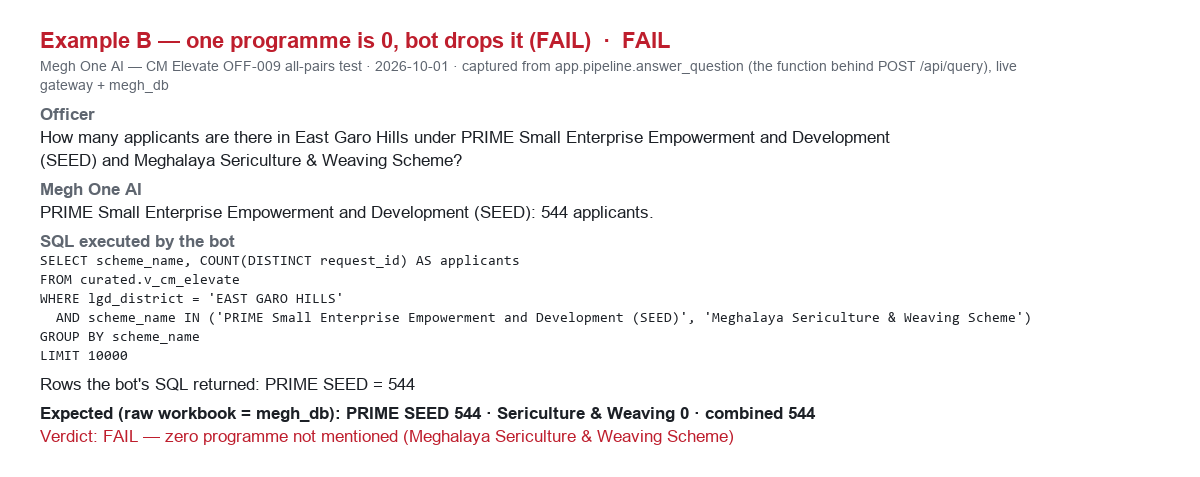 Example B — one programme is 0, bot drops it (FAIL) · FAIL
Megh One AI — CM Elevate OFF-009 all-pairs test · 2026-10-01 · captured from app.pipeline.answer_question (the function behind POST /api/query), live
gateway + megh_db
Officer
How many applicants are there in East Garo Hills under PRIME Small Enterprise Empowerment and Development
(SEED) and Meghalaya Sericulture & Weaving Scheme?
Megh One AI
PRIME Small Enterprise Empowerment and Development (SEED): 544 applicants.
SQL executed by the bot
SELECT scheme_name, COUNT(DISTINCT request_id) AS applicants
FROM curated.v_cm_elevate
WHERE lgd_district = 'EAST GARO HILLS'
  AND scheme_name IN ('PRIME Small Enterprise Empowerment and Development (SEED)', 'Meghalaya Sericulture & Weaving Scheme')
GROUP BY scheme_name
LIMIT 10000
Rows the bot's SQL returned: PRIME SEED = 544
Expected (raw workbook = megh_db): PRIME SEED 544 · Sericulture & Weaving 0 · combined 544
Verdict: FAIL — zero programme not mentioned (Meghalaya Sericulture & Weaving Scheme)